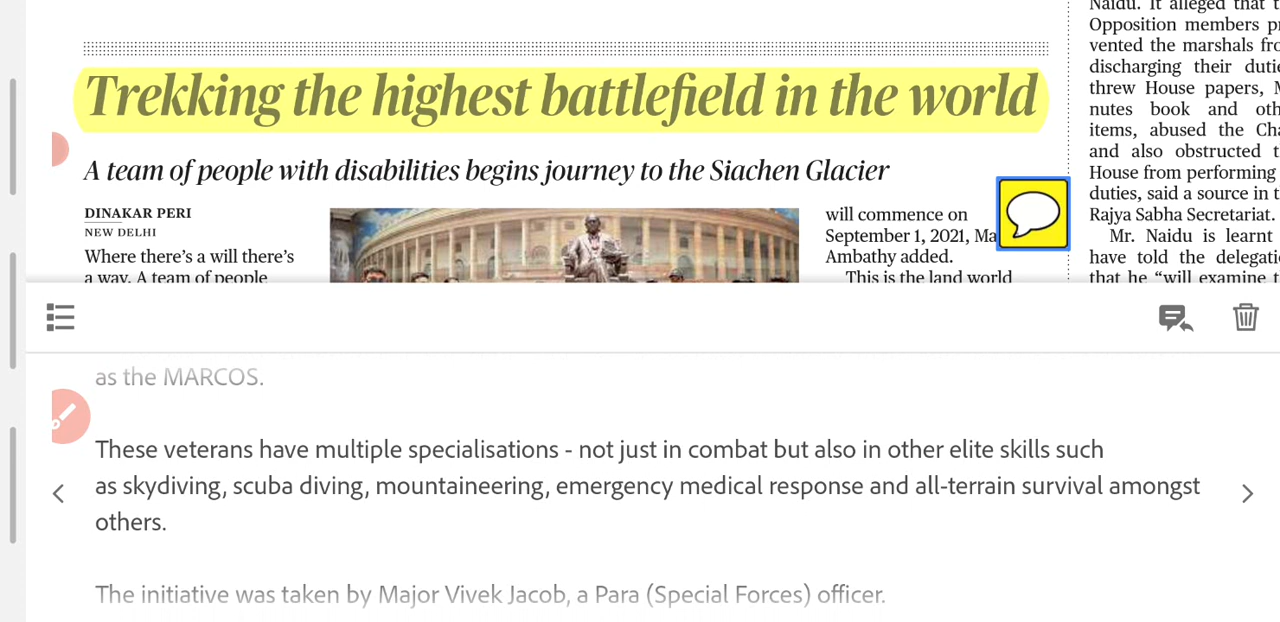 Trekking the highest battlefield in the world
A team of people with disabilities begins journey to the Siachen Glacier
DINAKAR PERI
NEW DELHI
Where there's a will there's
a way. A team of people
will commence on
September 1, 2021, Ma
Ambathy added.
This is the land world
Naidu. It alleged that t
Opposition members pr
vented the marshals fro
discharging their dutie
threw House papers, M
nutes book and oth
items, abused the Cha
and also obstructed t
House from performing
duties, said a source in t
Rajya Sabha Secretariat.
Mr. Naidu is learnt
have told the delegati
that he “will examine t
as the MARCOS.
These veterans have multiple specialisations - not just in combat but also in other elite skills such
as skydiving, scuba diving, mountaineering, emergency medical response and all-terrain survival amongst
others.
The initiative was taken by Major Vivek Jacob, a Para (Special Forces) officer.